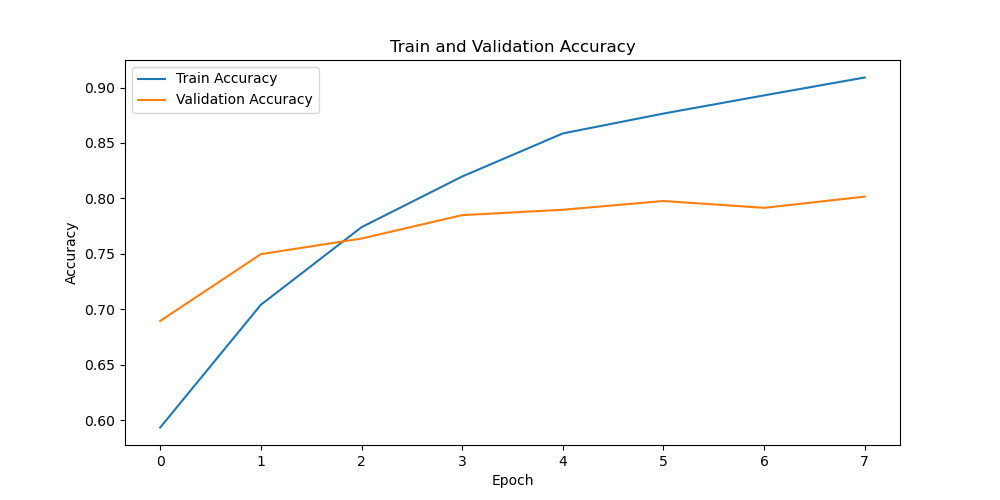 Train and Validation Accuracy
Train Accuracy
Validation Accuracy
0.90
0.85
0.80
0.75
0.70
0.65
0.60
Accuracy
0 1 2 3 4 5 6 7
Epoch